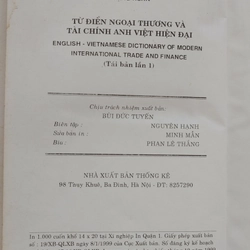 TỪ ĐIỂN NGOẠI THƯƠNG VÀ
TÀI CHÍNH ANH VIỆT HIỆN ĐẠI
ENGLISH - VIETNAMESE DICTIONARY OF MODERN
INTERNATIONAL TRADE AND FINANCE
(Tái bản lần 1)
Chịu trách nhiệm xuất bản:
BÙI ĐỨC TUYẾN
Biên tập: NGUYÊN HẠNH
Sửa bản in: MINH MẪN
Bìa: PHAN LÊ THĂNG
NHÀ XUẤT BẢN THỐNG KÊ
98 Thụy Khuê, Ba Đình, Hà Nội - ĐT: 8257290
In 1.000 cuốn khổ 14 x 20 tại Xí nghiệp In Quận 1. Giấy phép xuất bản
số: 19/XB-QLXB ngày 8/1/1999 của Cục Xuất bản. Số đăng ký kế hoạch